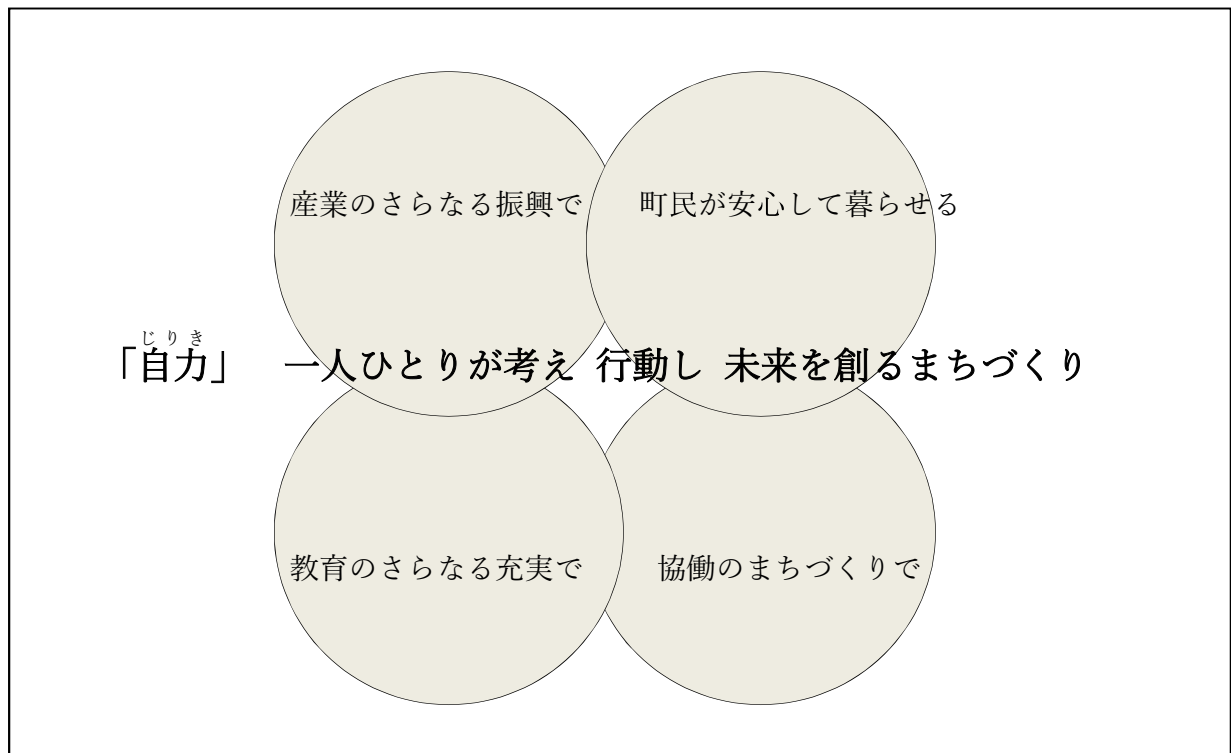 産業のさらなる振興で
町民が安心して暮らせる
じりき
「自力」 一人ひとりが考え 行動し 未来を創るまちづくり
教育のさらなる充実で
協働のまちづくりで